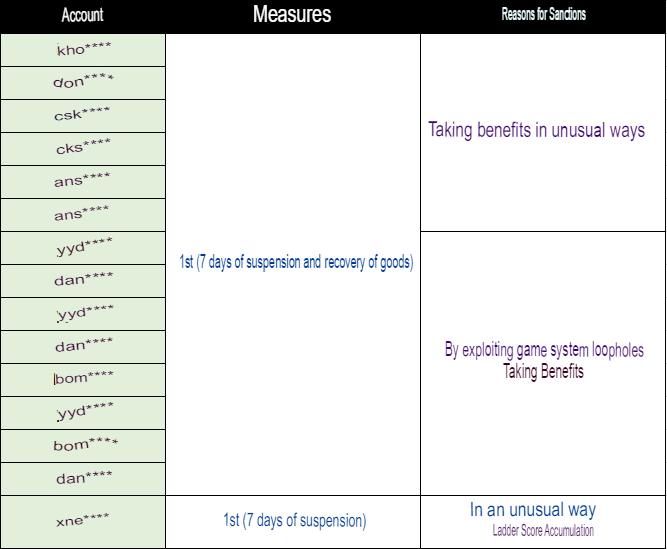 Account Measures Reasons for Sanctions
kho****
don****
csk****
cks****
Taking benefits in unusual ways
ans****
ans****
yyd****
1st (7 days of suspension and recovery of goods)
dan****
yyd****
dan****
By exploiting game system loopholes
Taking Benefits
bom****
yyd****
bom****
dan****
xne****
1st (7 days of suspension)
In an unusual way
Ladder Score Accumulation